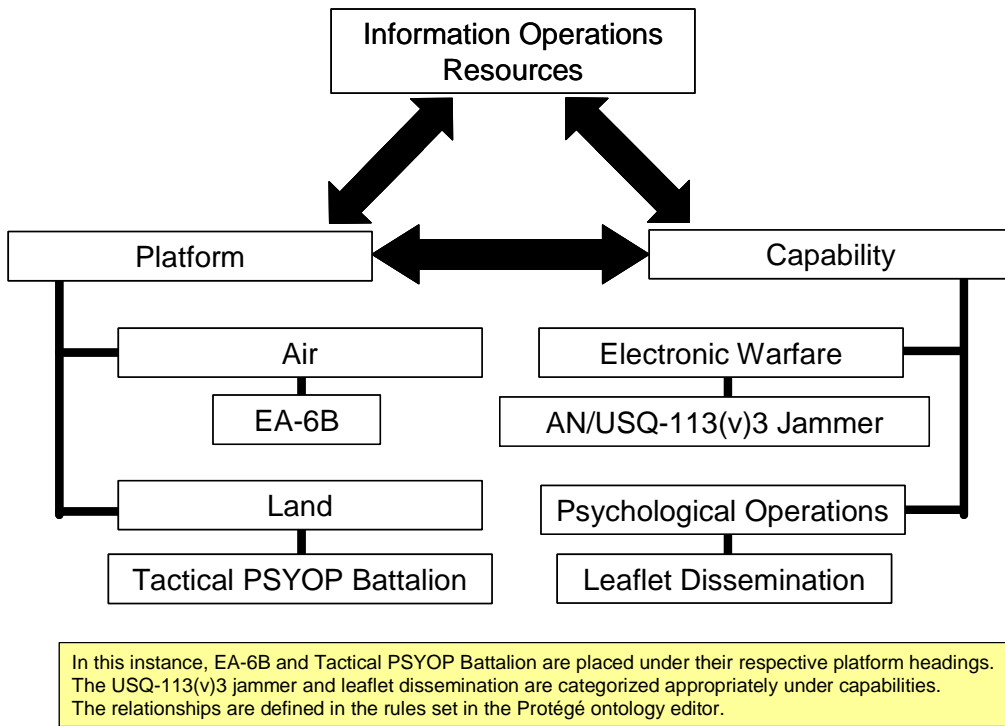 Information Operations
Resources
Platform
Capability
Air
Electronic Warfare
EA-6B
AN/USQ-113(v)3 Jammer
Land
Psychological Operations
Tactical PSYOP Battalion
Leaflet Dissemination
In this instance, EA-6B and Tactical PSYOP Battalion are placed under their respective platform headings.
The USQ-113(v)3 jammer and leaflet dissemination are categorized appropriately under capabilities.
The relationships are defined in the rules set in the Protégé ontology editor.